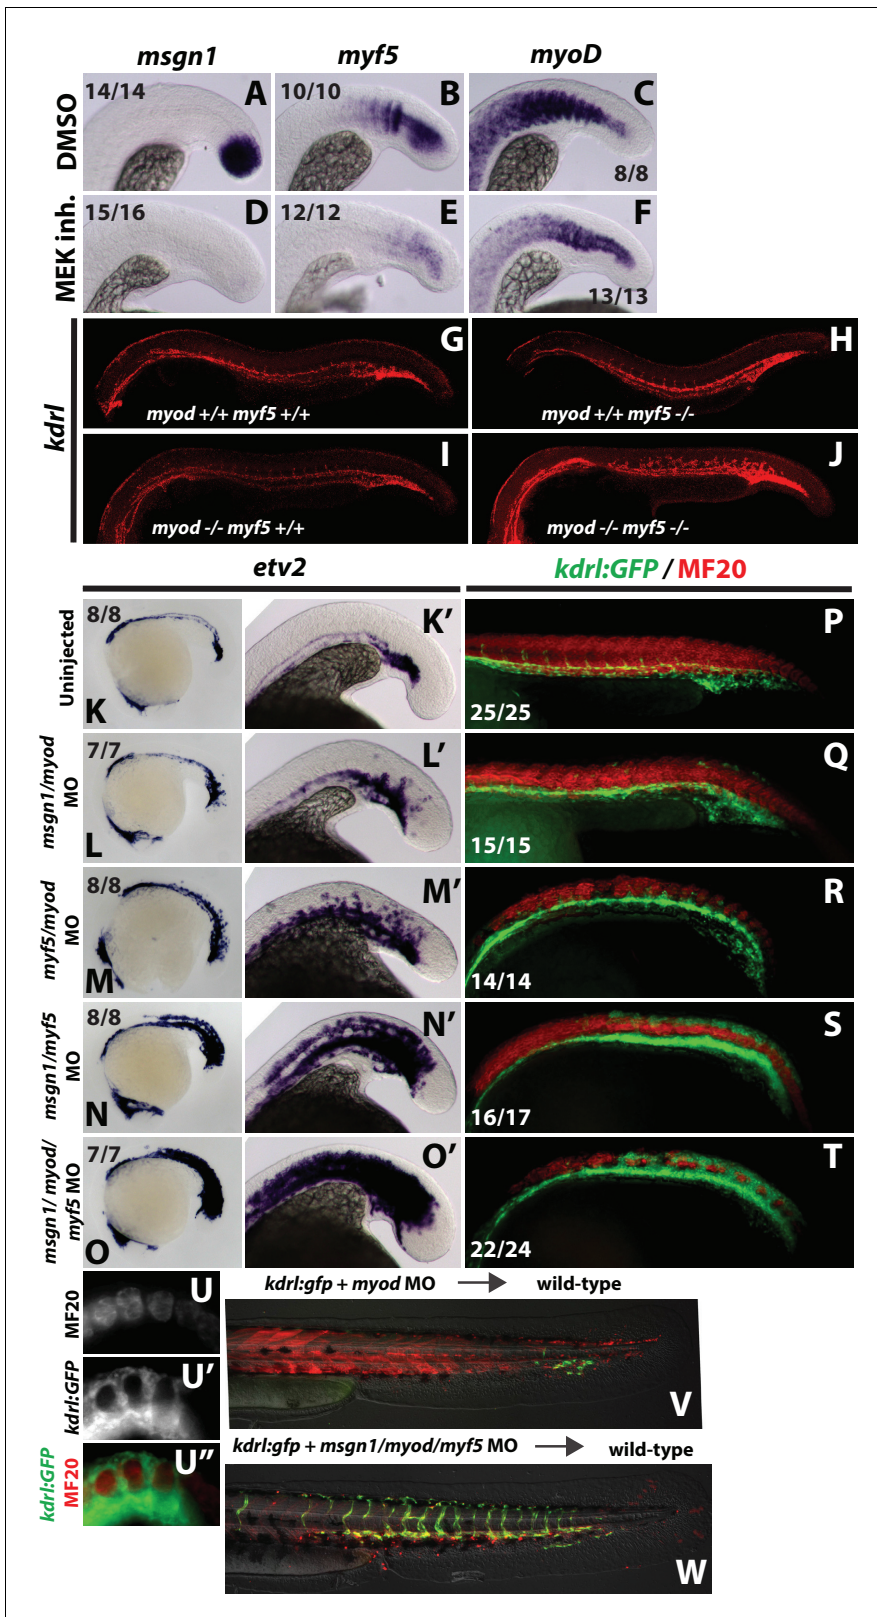 msgn1 myf5 myoD
DMSO
14/14 A
10/10 B
C
8/8
MEK inh.
15/16 D
12/12 E
F
13/13
kdrl
G
myod +/+ myf5 +/+
H
myod +/+ myf5 -/-
I
myod -/- myf5 +/+
J
myod -/- myf5 -/-
etv2
kdrl:GFP / MF20
Uninjected
8/8
K
K'
P
25/25
msgn1/myod
MO
7/7
L
L'
Q
15/15
myf5/myod
MO
8/8
M
M'
R
14/14
msgn1/myf5
MO
8/8
N
N'
S
16/17
msgn1/ myod/
myf5 MO
7/7
O
O'
T
22/24
MF20
U
kdrl:GFP
U'
kdrl:GFP
MF20
U"
kdrl:gfp + myod MO → wild-type
V
kdrl:gfp + msgn1/myod/myf5 MO → wild-type
W